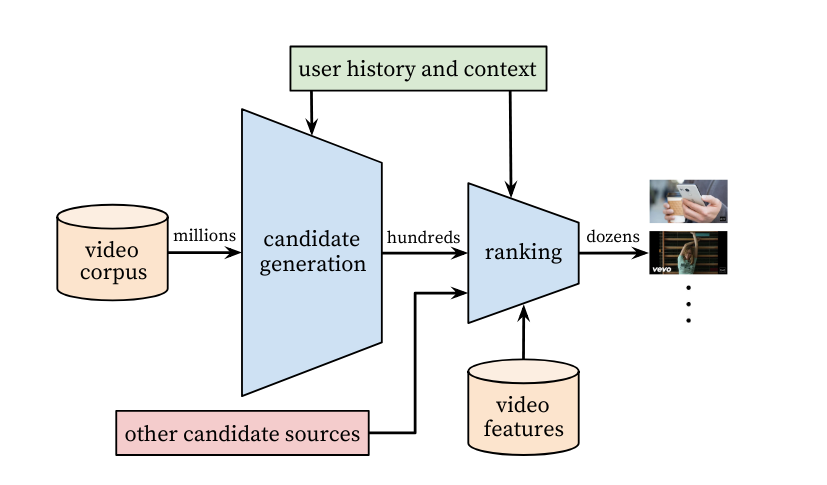 user history and context
millions
video
corpus
candidate
generation
hundreds
ranking
dozens
vevo
other candidate sources
video
features